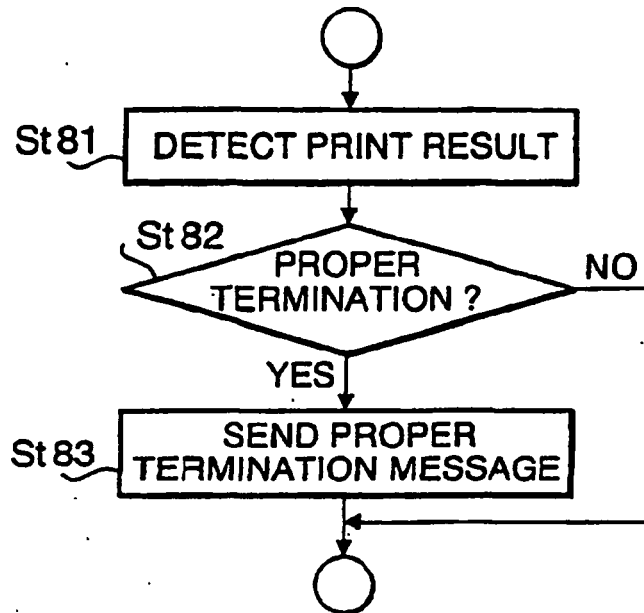 St81
DETECT PRINT RESULT
St82
PROPER
TERMINATION ?
NO
YES
St83
SEND PROPER
TERMINATION MESSAGE